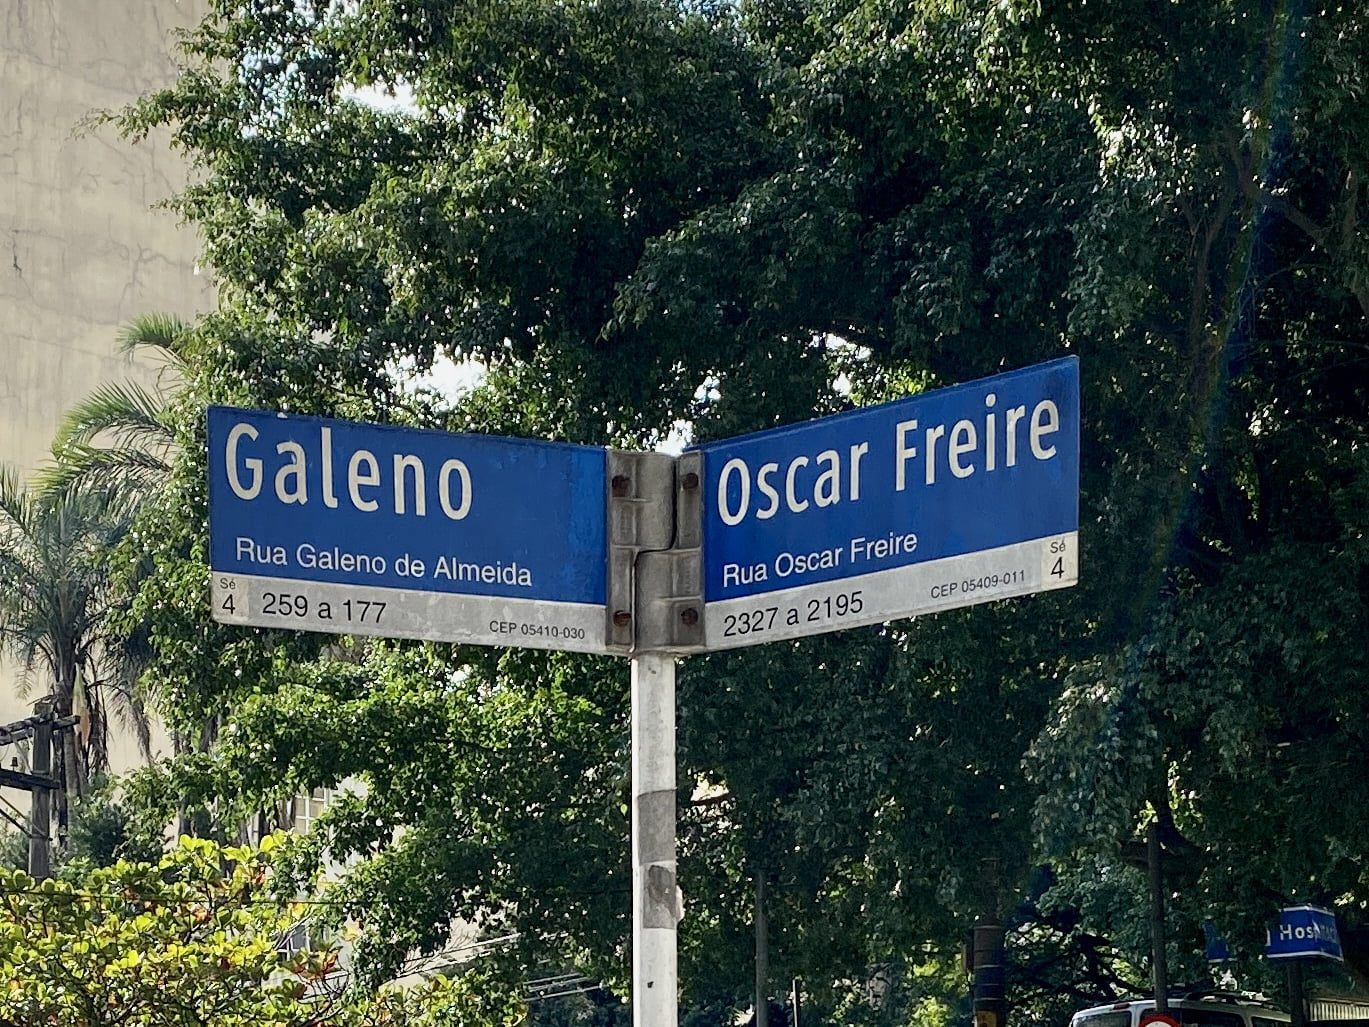 Galeno
Rua Galeno de Almeida
Sé
4
259 a 177
CEP 05410-030
Oscar Freire
Rua Oscar Freire
2327 a 2195
CEP 05409-011
Sé
4